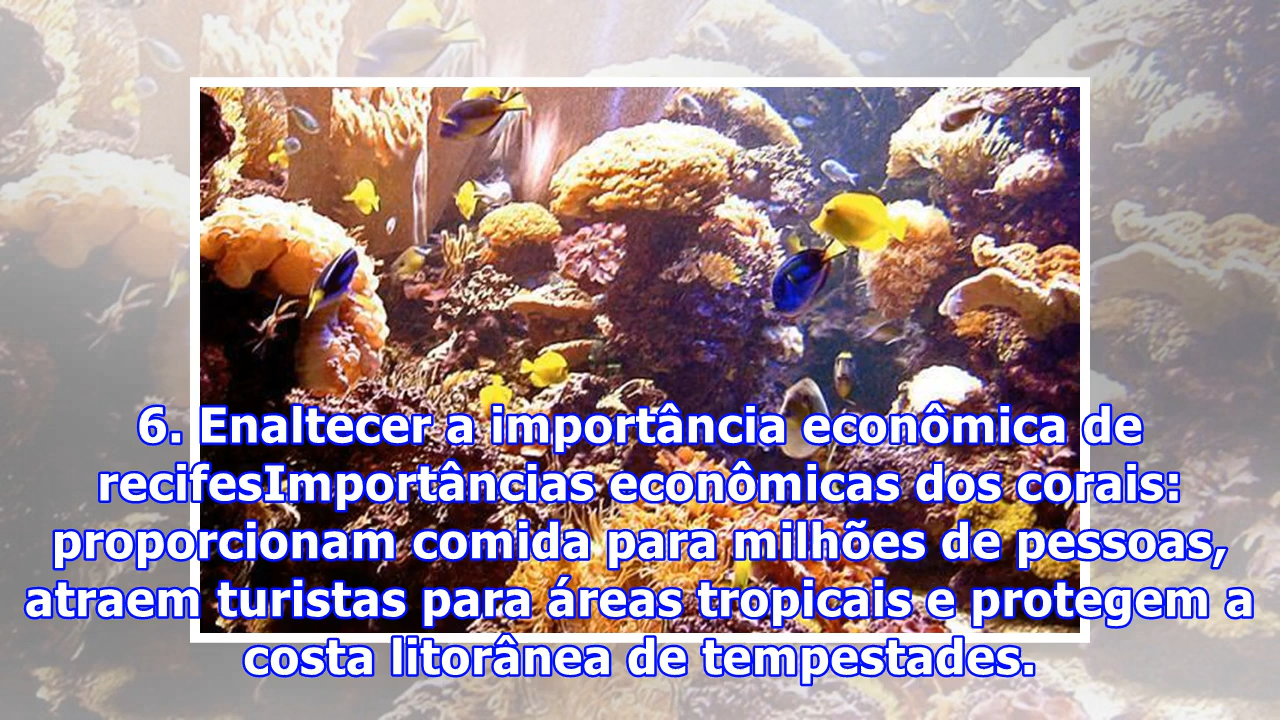 6. Enaltecer a importância econômica de
recifesImportâncias econômicas dos corais:
proporcionam comida para milhões de pessoas,
atraem turistas para áreas tropicais e protegem a
costa litorânea de tempestades.